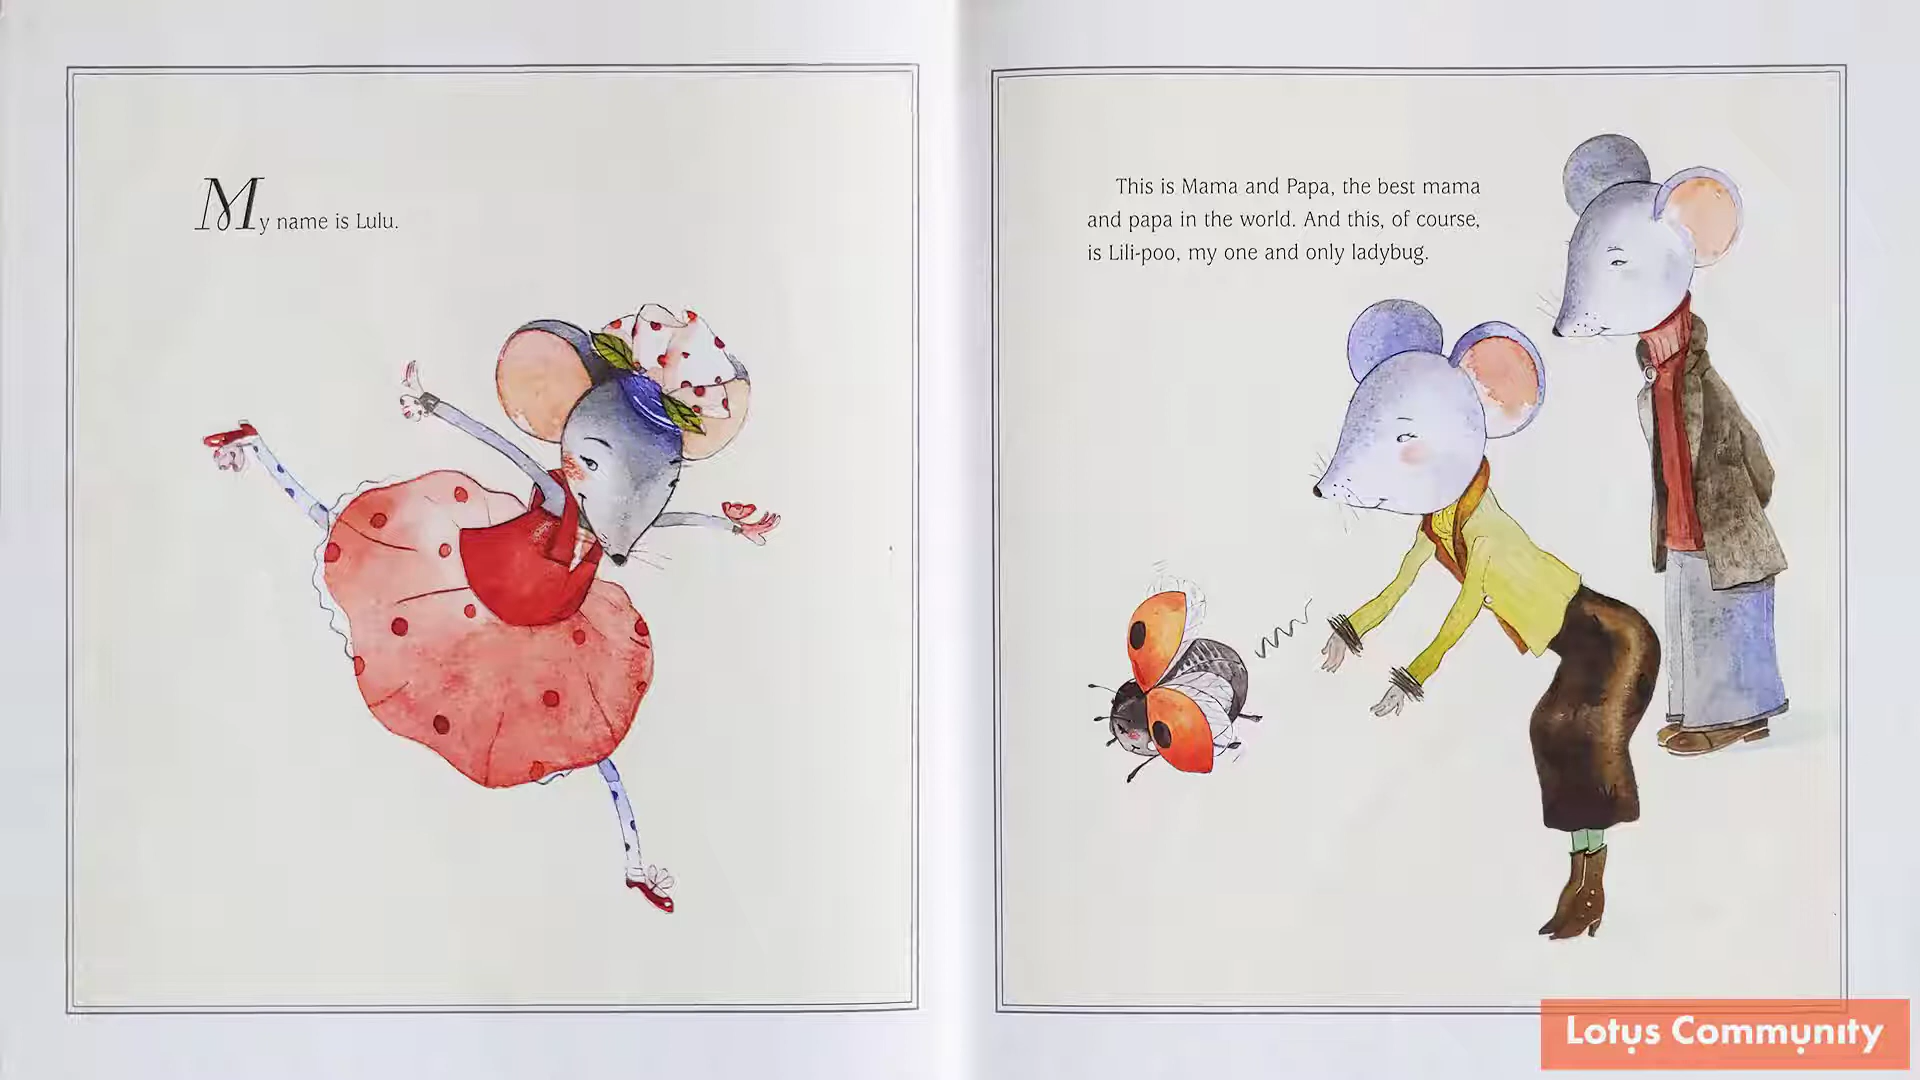 My name is Lulu.
This is Mama and Papa, the best mama
and papa in the world. And this, of course,
is Lili-poo, my one and only ladybug.
Lotus Community